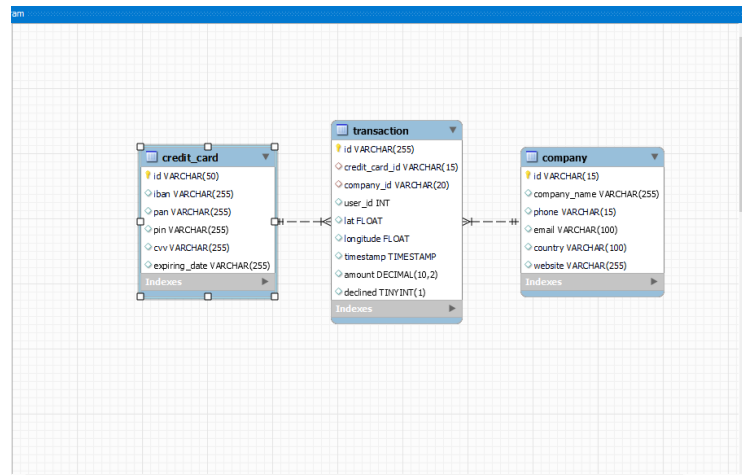 ram
credit_card
id VARCHAR(50)
iban VARCHAR(255)
pan VARCHAR(255)
pin VARCHAR(255)
cvv VARCHAR(255)
expiring_date VARCHAR(255)
Indexes
transaction
id VARCHAR(255)
credit_card_id VARCHAR(15)
company_id VARCHAR(20)
user_id INT
lat FLOAT
longitude FLOAT
timestamp TIMESTAMP
amount DECIMAL(10,2)
declined TINYINT(1)
Indexes
company
id VARCHAR(15)
company_name VARCHAR(255)
phone VARCHAR(15)
email VARCHAR(100)
country VARCHAR(100)
website VARCHAR(255)
Indexes